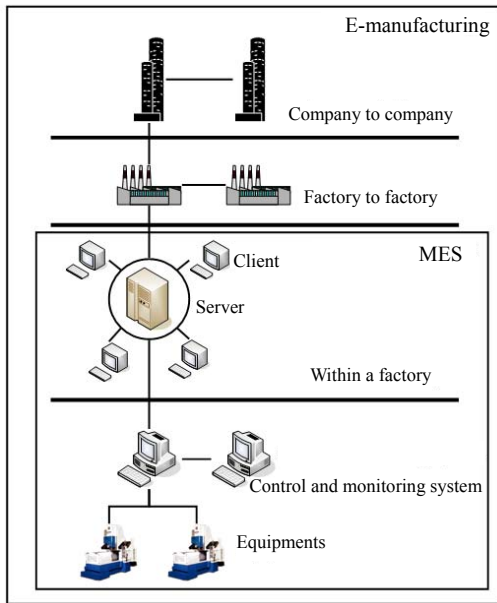 E-manufacturing
Company to company
Factory to factory
MES
Client
Server
Within a factory
Control and monitoring system
Equipments